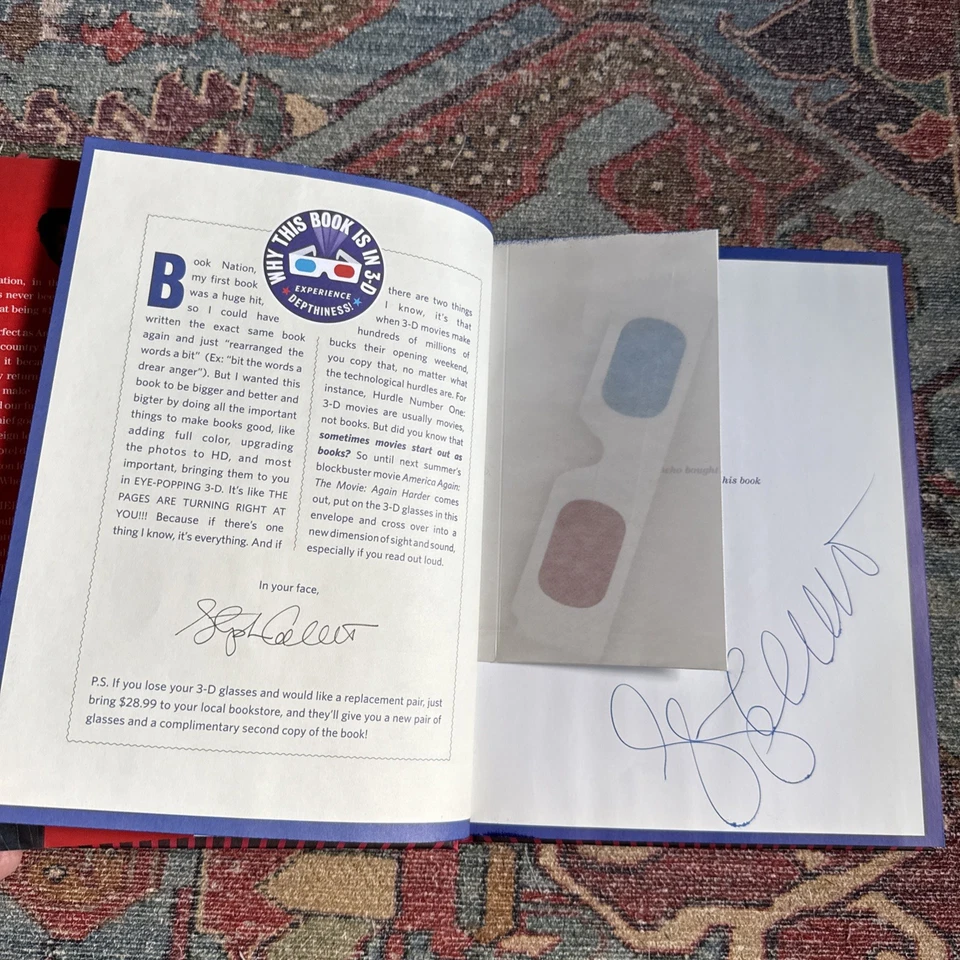 WHY THIS BOOK IS IN 3-D
EXPERIENCE
DEPTHINESS!
Book Nation,
my first book
was a huge hit,
so I could have
written the exact same book
again and just “rearranged the
words a bit” (Ex: “bit the words a
drear anger”). But I wanted this
book to be bigger and better and
bigter by doing all the important
things to make books good, like
adding full color, upgrading
the photos to HD, and most
important, bringing them to you
in EYE-POPPING 3-D. It’s like THE
PAGES ARE TURNING RIGHT AT
YOU!!! Because if there’s one
thing I know, it’s everything. And if
there are two things
I know, it’s that
when 3-D movies make
hundreds of millions of
bucks their opening weekend,
you copy that, no matter what
the technological hurdles are. For
instance, Hurdle Number One:
3-D movies are usually movies,
not books. But did you know that
sometimes movies start out as
books? So until next summer’s
blockbuster movie America Again:
The Movie: Again Harder comes
out, put on the 3-D glasses in this
envelope and cross over into a
new dimension of sight and sound,
especially if you read out loud.
In your face,
Stephen Colbert
P.S. If you lose your 3-D glasses and would like a replacement pair, just
bring $28.99 to your local bookstore, and they’ll give you a new pair of
glasses and a complimentary second copy of the book!
who bought
his book